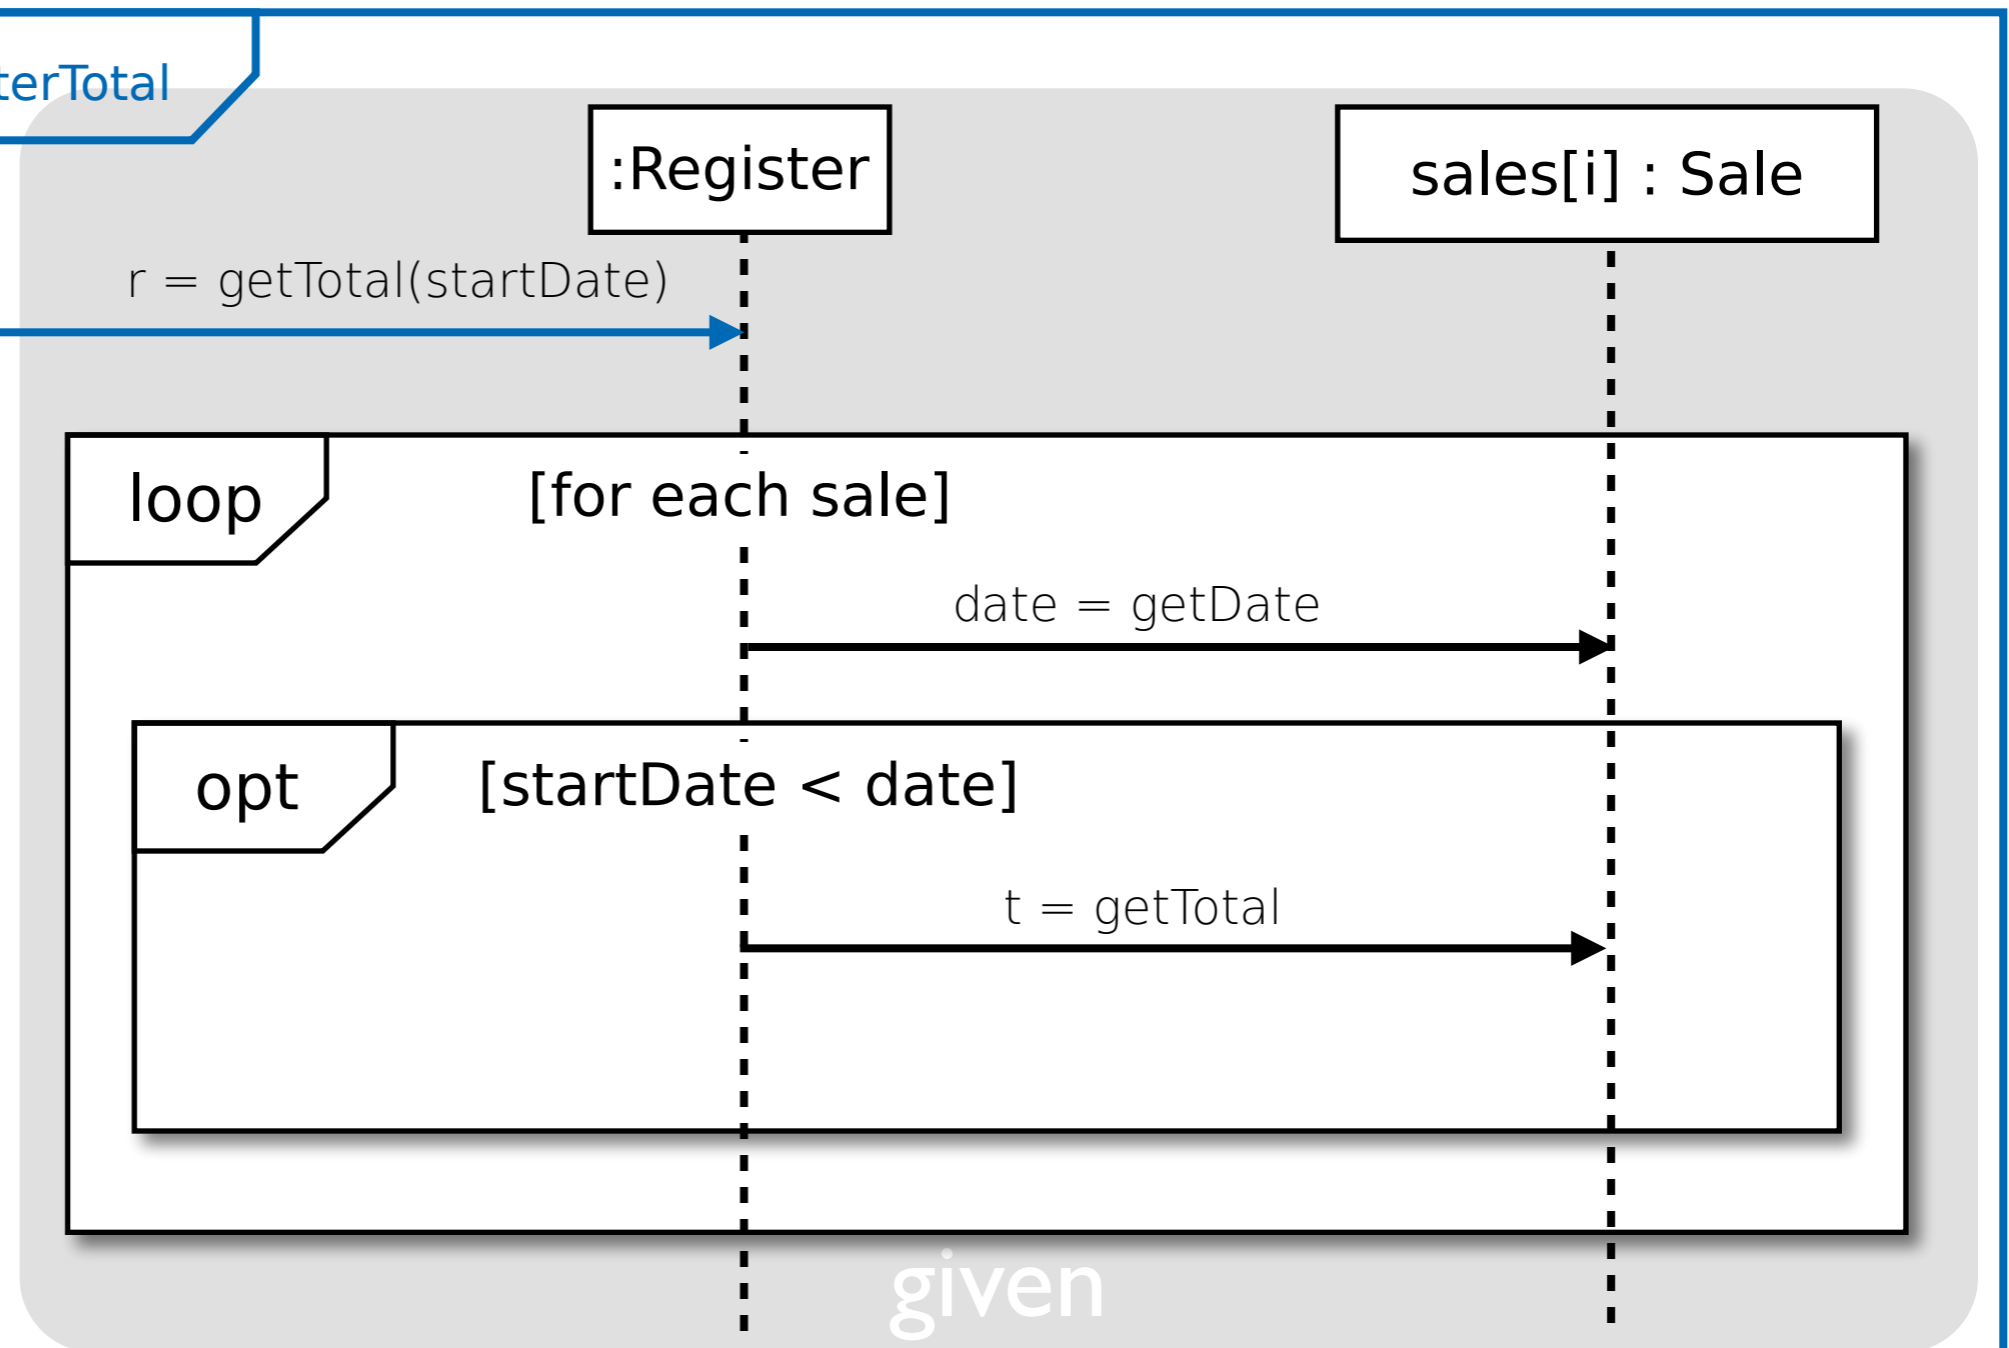 terTotal
:Register
sales[i] : Sale
r = getTotal(startDate)
loop
[for each sale]
date = getDate
opt
[startDate < date]
t = getTotal
given